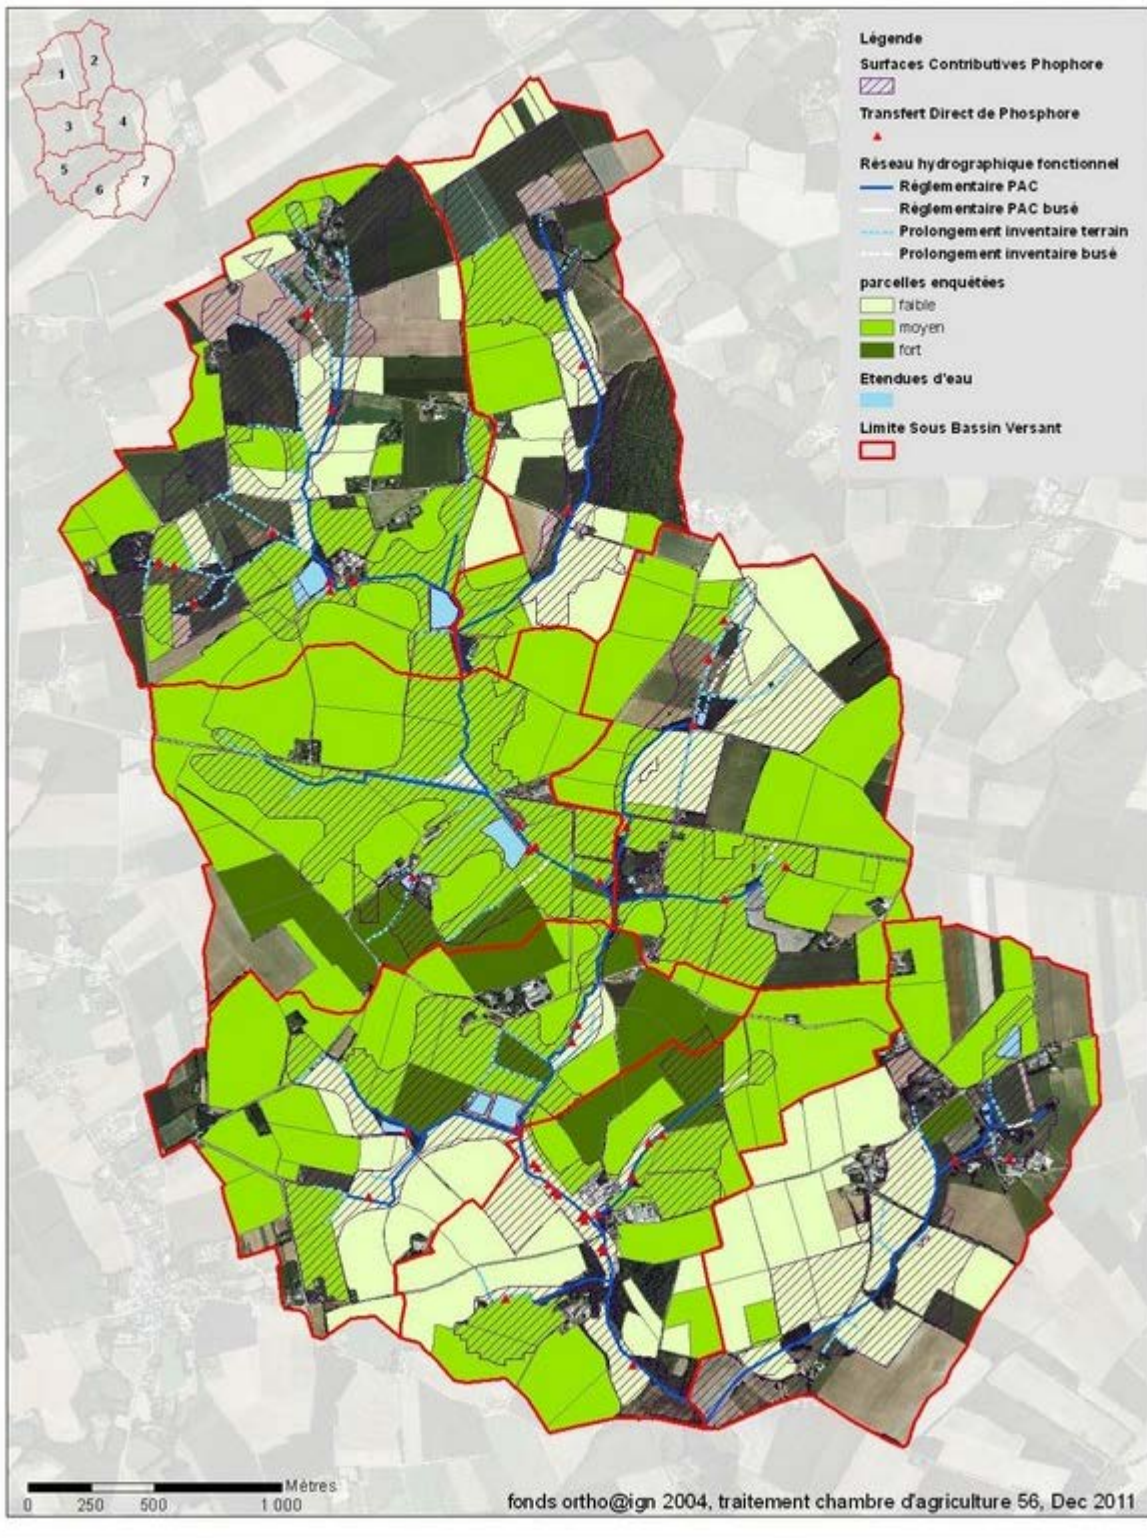 1
2
3
4
5
6
7
Légende
Surfaces Contributives Phophore
Transfert Direct de Phosphore
Réseau hydrographique fonctionnel
Réglementaire PAC
Réglementaire PAC busé
Prolongement inventaire terrain
Prolongement inventaire busé
parcelles enquêtées
faible
moyen
fort
Etendues d'eau
Limite Sous Bassin Versant
Mètres
0 250 500 1 000
fonds ortho@ign 2004, traitement chambre d'agriculture 56, Dec 2011